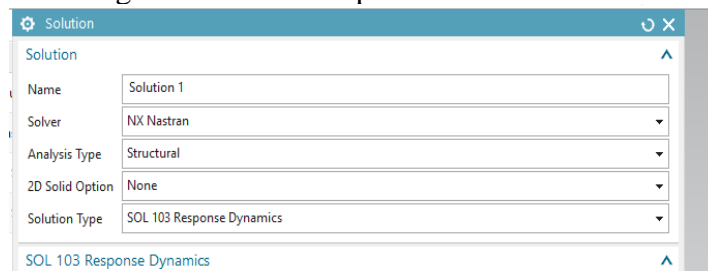 Solution
Solution
Name Solution 1
Solver NX Nastran
Analysis Type Structural
2D Solid Option None
Solution Type SOL 103 Response Dynamics
SOL 103 Response Dynamics